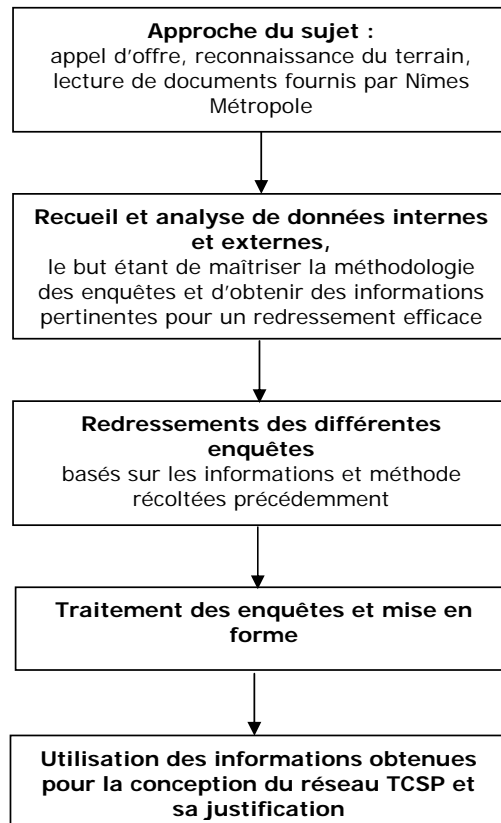 Approche du sujet :
appel d'offre, reconnaissance du terrain,
lecture de documents fournis par Nîmes
Métropole
Recueil et analyse de données internes
et externes,
le but étant de maîtriser la méthodologie
des enquêtes et d'obtenir des informations
pertinentes pour un redressement efficace
Redressements des différentes
enquêtes
basés sur les informations et méthode
récoltées précédemment
Traitement des enquêtes et mise en
forme
Utilisation des informations obtenues
pour la conception du réseau TCSP et
sa justification